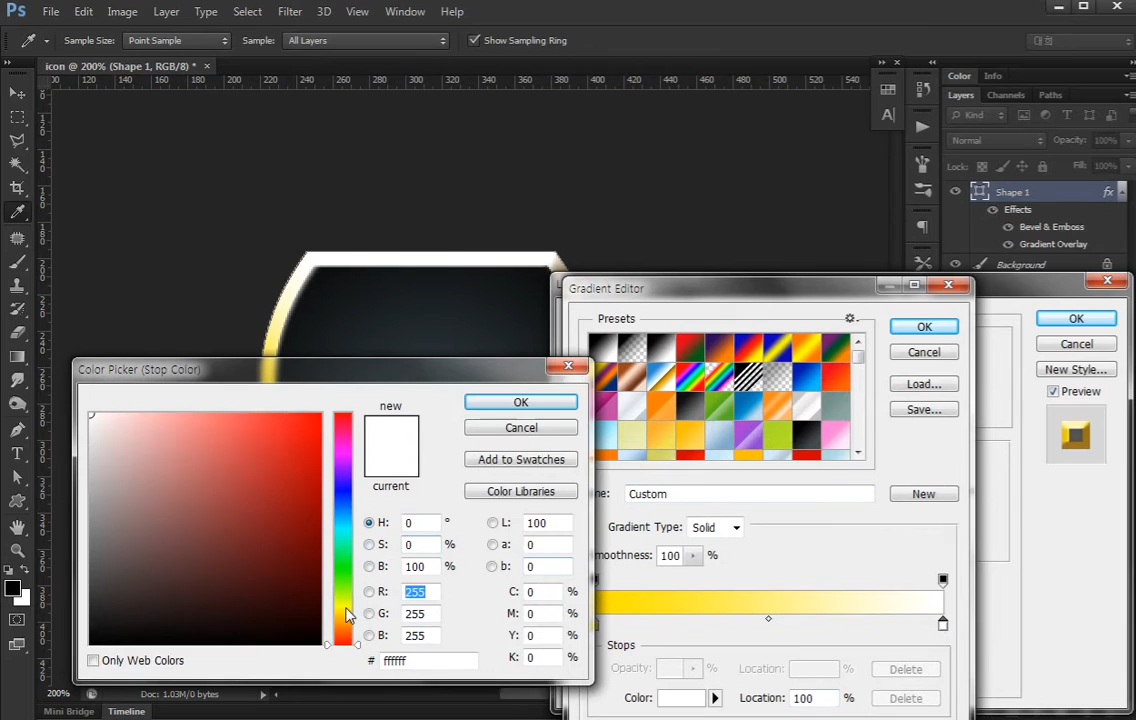 Ps File Edit Image Layer Type Select Filter 3D View Window Help
Sample Size: Point Sample Sample: All Layers Show Sampling Ring
icon @ 200% (Shape 1, RGB/8) * ×
100 120 140 160 180 200 220 240 260 280 300 320 340 360 380 400 420 440 460 480 500 520 540
Color Info
Layers Channels Paths
Kind
Normal Opacity: 100%
Lock: Fill: 100%
Shape 1 fx
Effects
Bevel & Emboss
Gradient Overlay
Background
Gradient Editor
Presets
OK
Cancel
Load...
Save...
Custom
New
Gradient Type: Solid
100 %
Stops
Opacity: % Location: % Delete
Color: Location: 100 % Delete
OK
Cancel
New Style...
Preview
Color Picker (Stop Color)
new
current
OK
Cancel
Add to Swatches
Color Libraries
H: 0 °
S: 0 %
B: 100 %
R: 255
G: 255
B: 255
L: 100
a: 0
b: 0
C: 0 %
M: 0 %
Y: 0 %
K: 0 %
# ffffff
Only Web Colors
200% Doc: 1.03M/0 bytes
Mini Bridge Timeline